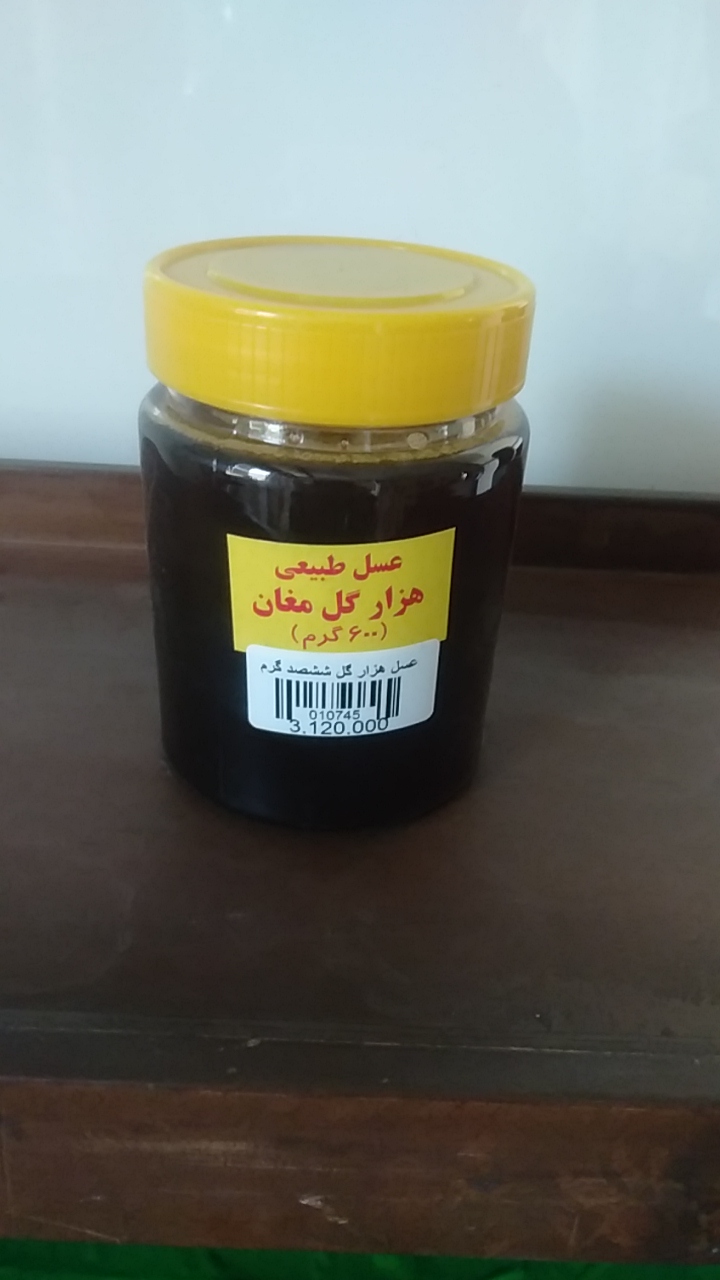 عسل طبیعی
هزار گل مغان
(۶۰۰ گرم)
عسل هزار گل ششصد گرم
010745
3.120.000